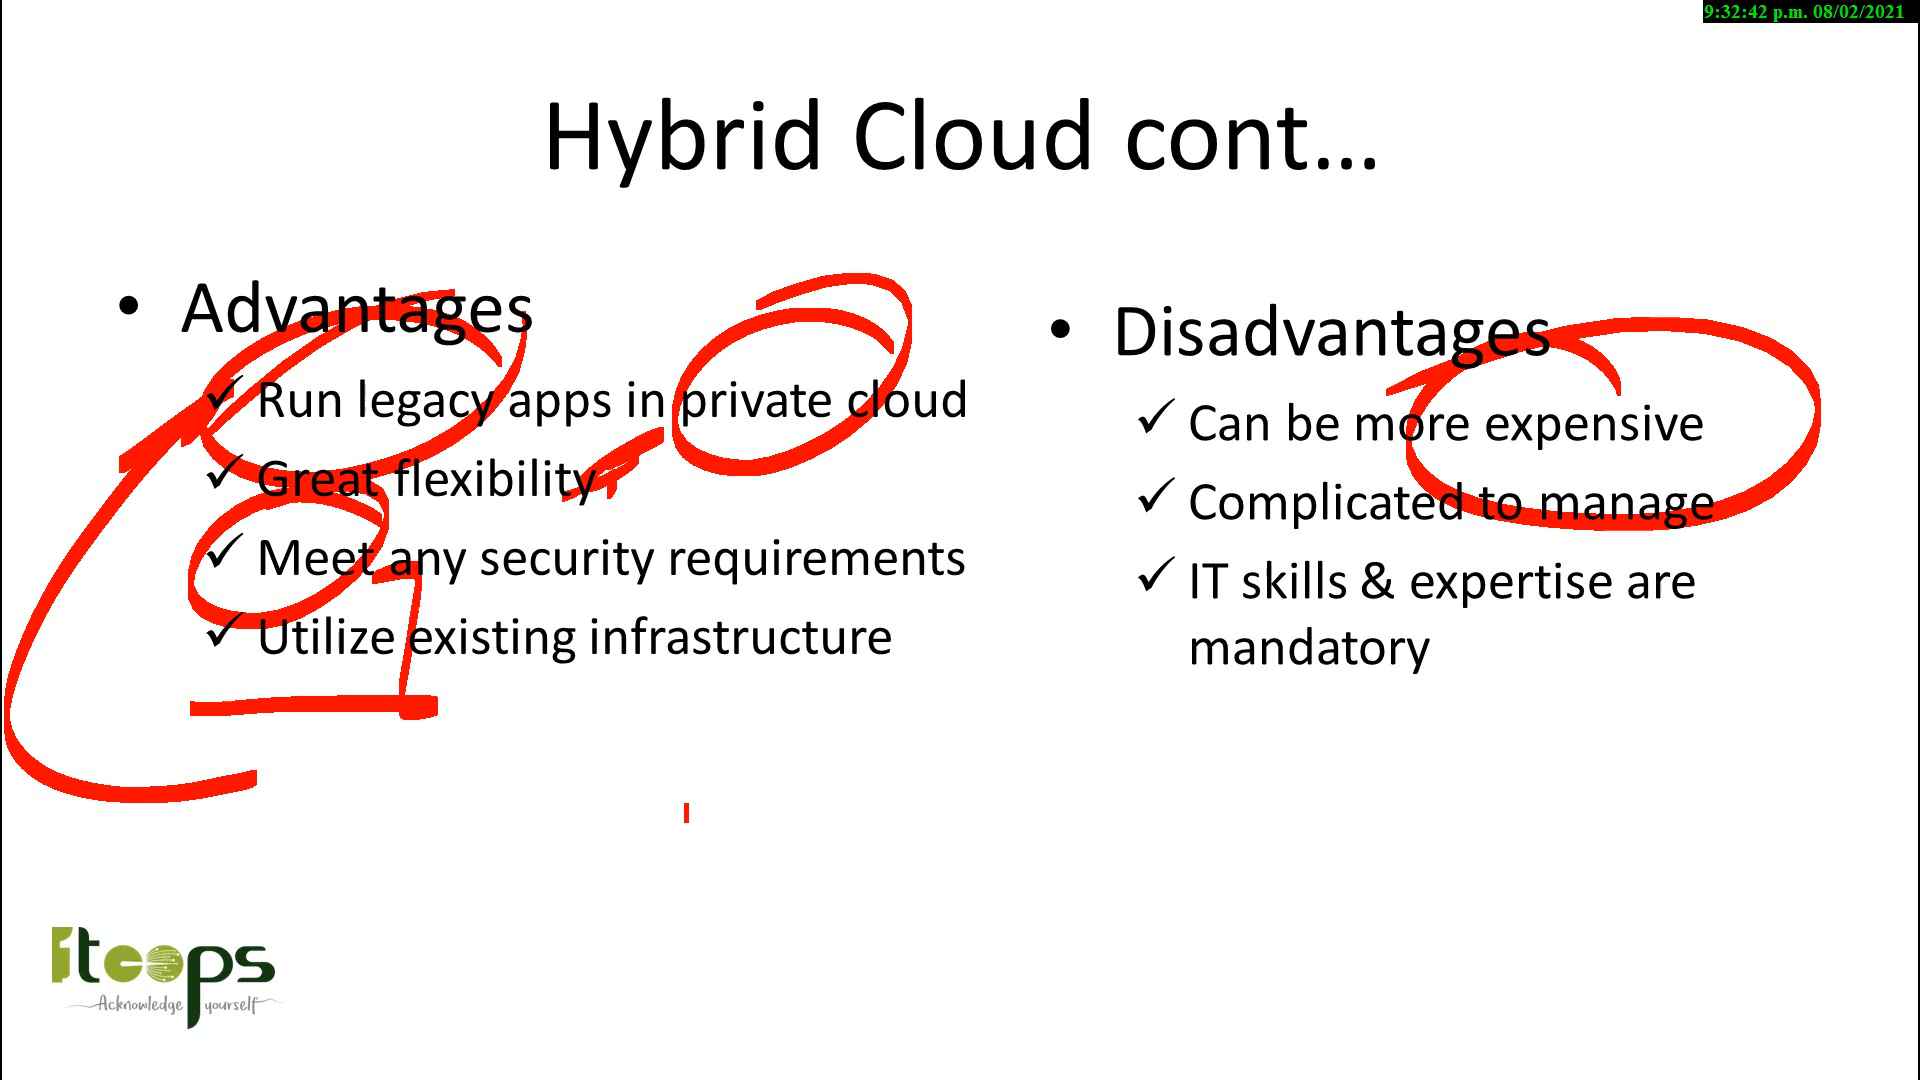 9:32:42 p.m. 08/02/2021
Hybrid Cloud cont...
• Advantages
✓ Run legacy apps in private cloud
✓ Great flexibility
✓ Meet any security requirements
✓ Utilize existing infrastructure
• Disadvantages
✓ Can be more expensive
✓ Complicated to manage
✓ IT skills & expertise are
mandatory
itcops
Acknowledge yourself